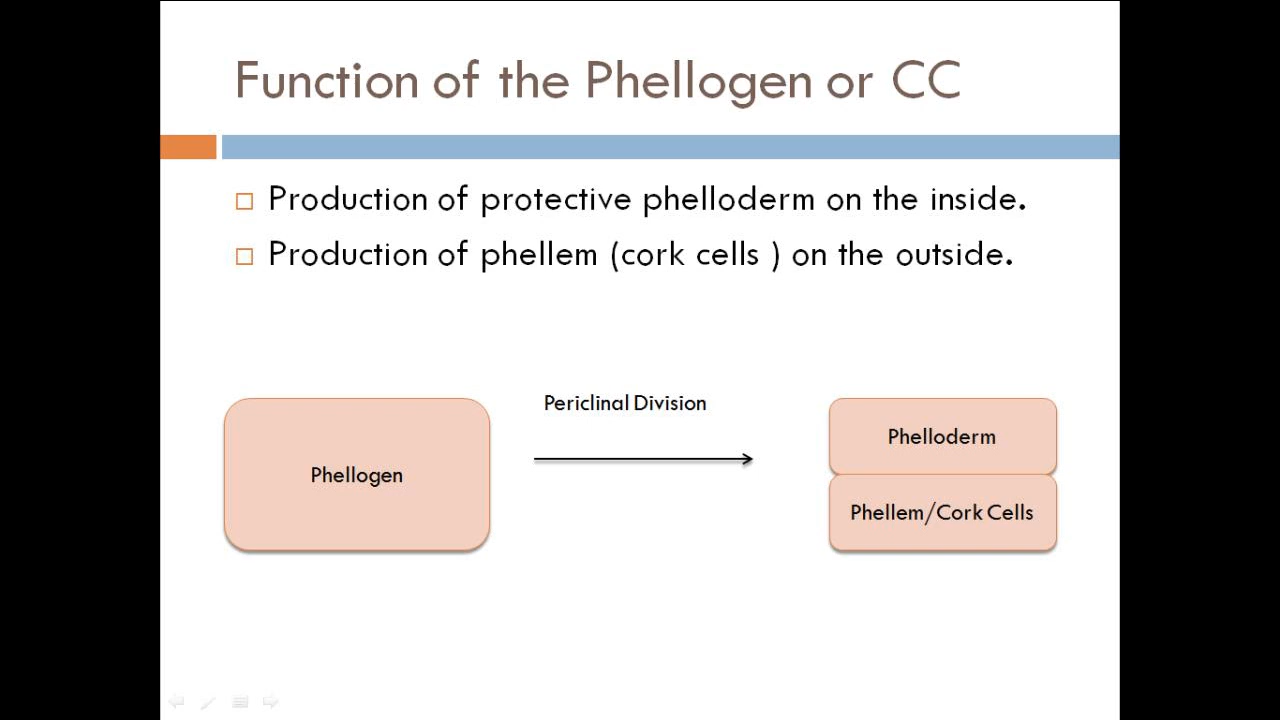 Function of the Phellogen or CC
Production of protective phelloderm on the inside.
Production of phellem (cork cells ) on the outside.
Periclinal Division
Phellogen
Phelloderm
Phellem/Cork Cells